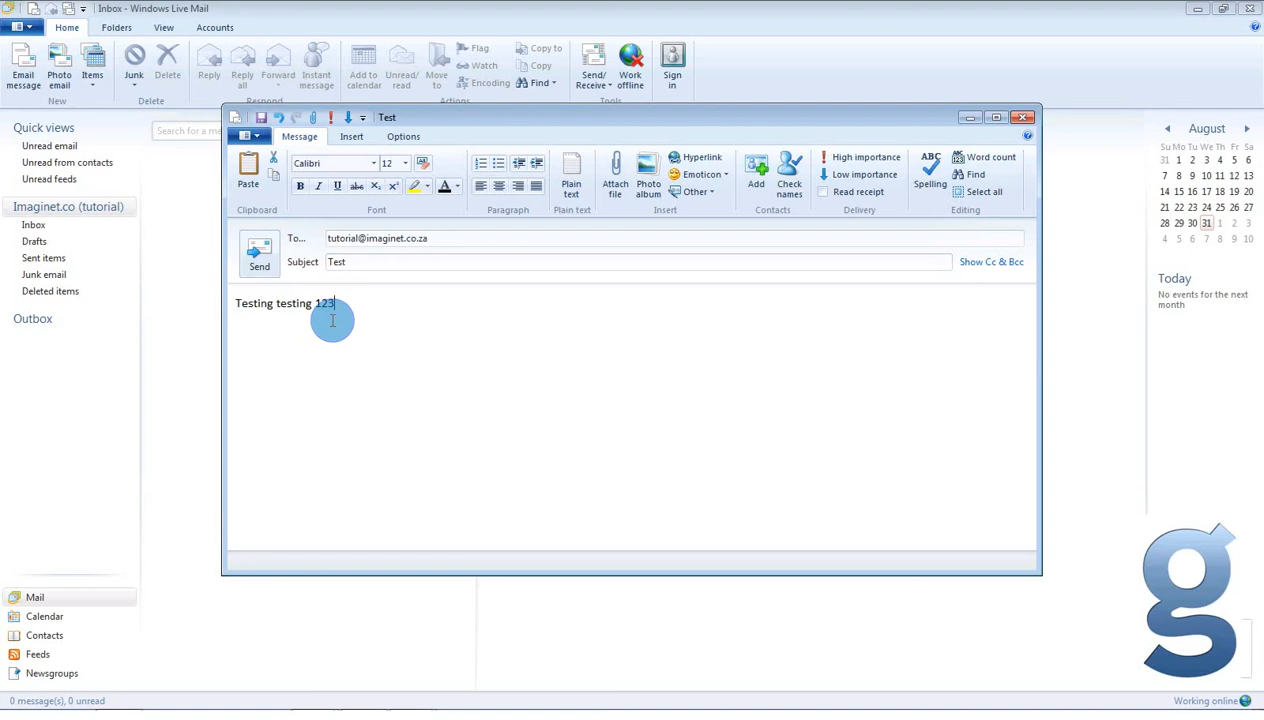 Inbox - Windows Live Mail
Home Folders View Accounts
Email message
Photo email
Items
Junk
Delete
Reply
Reply all
Forward
Instant message
Add to calendar
Unread/ read
Move to
Flag
Watch
Encoding
Copy to
Copy
Find
Send/ Receive
Work offline
Sign in
New Delete Respond Actions Tools
Quick views
Unread email
Unread from contacts
Unread feeds
Imaginet.co (tutorial)
Inbox
Drafts
Sent items
Junk email
Deleted items
Outbox
Mail
Calendar
Contacts
Feeds
Newsgroups
Search for a me
Test
Message Insert Options
Paste
Calibri 12
B I U abc X₂ X² A
Plain text
Attach file
Photo album
Hyperlink
Emoticon
Other
Add
Check names
High importance
Low importance
Read receipt
ABC
Spelling
Word count
Find
Select all
Clipboard Font Paragraph Plain text Insert Contacts Delivery Editing
Send
To... tutorial@imaginet.co.za
Subject Test Show Cc & Bcc
Testing testing 123
August
Su Mo Tu We Th Fr Sa
31 1 2 3 4 5 6
7 8 9 10 11 12 13
14 15 16 17 18 19 20
21 22 23 24 25 26 27
28 29 30 31 1 2 3
4 5 6 7 8 9 10
Today
No events for the next month
g
0 message(s), 0 unread
Working online